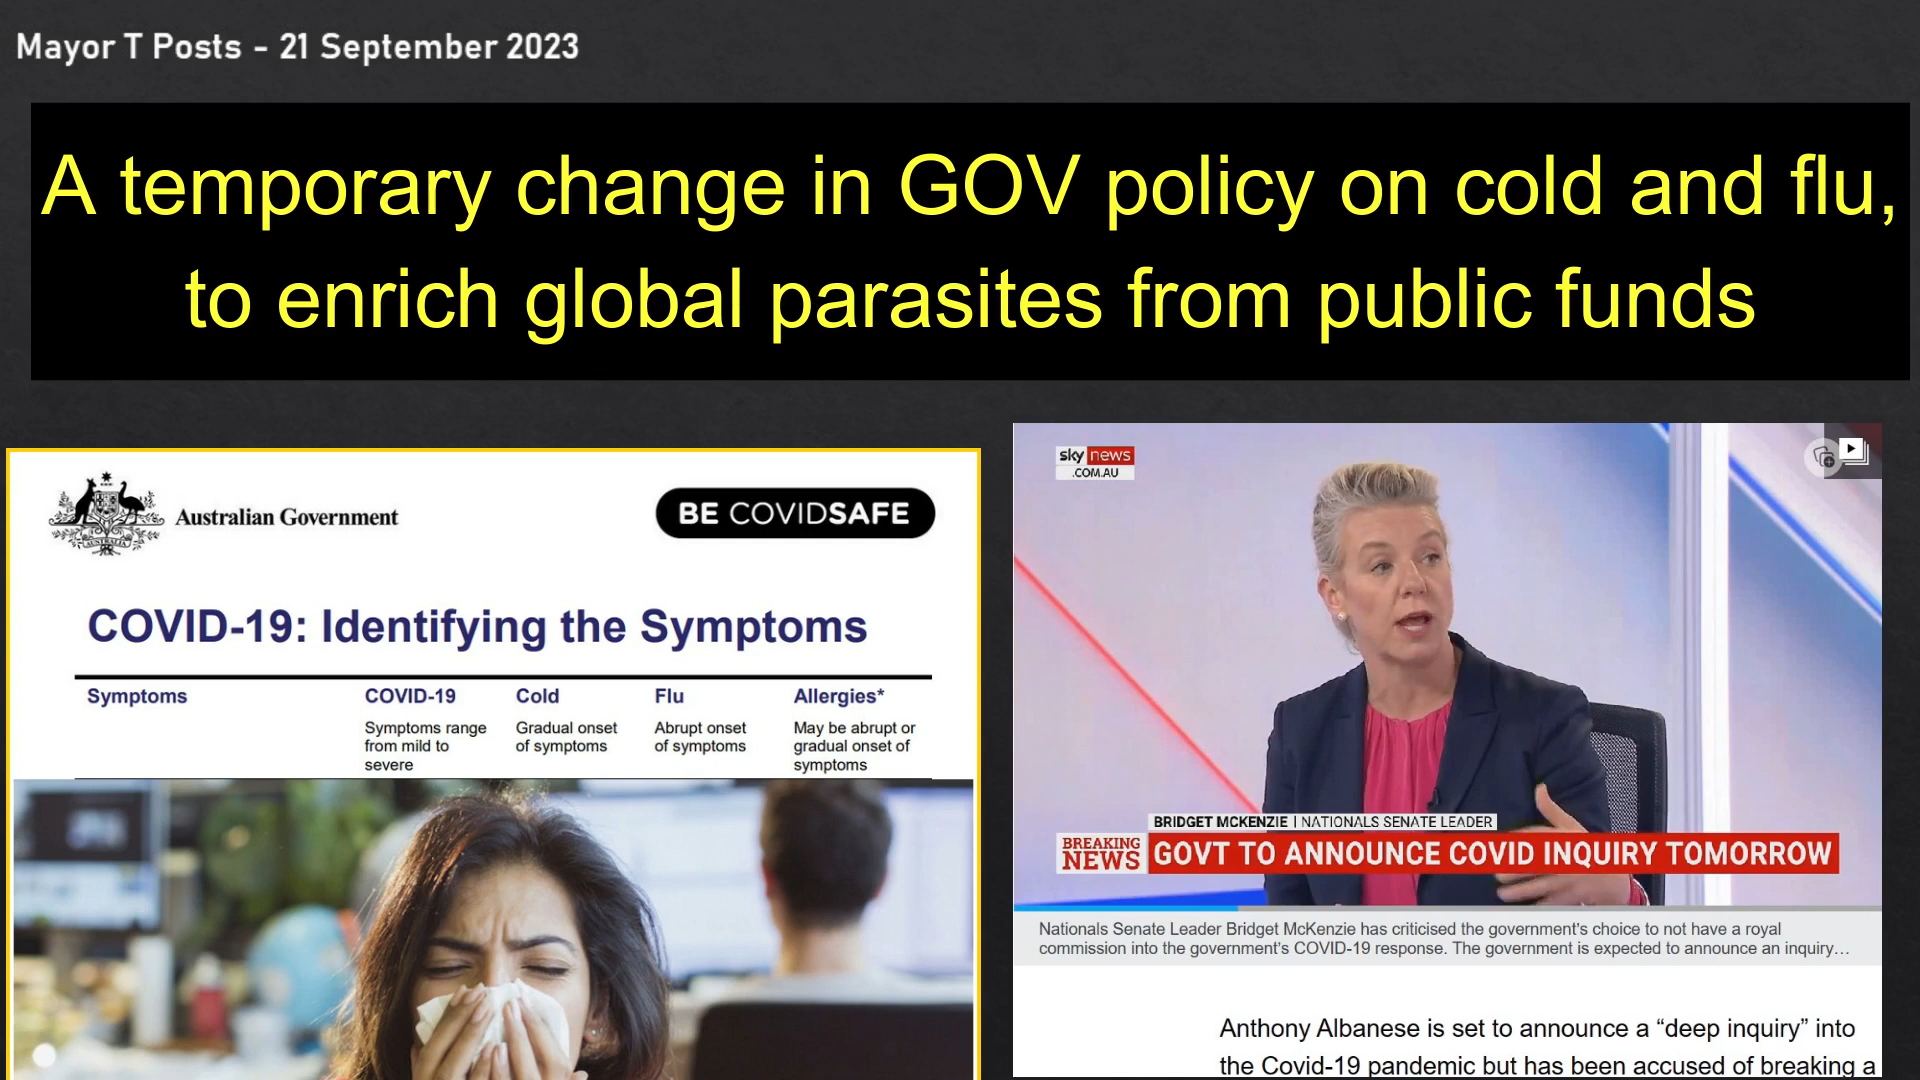 Mayor T Posts - 21 September 2023
A temporary change in GOV policy on cold and flu,
to enrich global parasites from public funds
Australian Government
BE COVIDSAFE
COVID-19: Identifying the Symptoms
Symptoms COVID-19 Cold Flu Allergies*
Symptoms range from mild to severe
Gradual onset of symptoms
Abrupt onset of symptoms
May be abrupt or gradual onset of symptoms
sky news
.COM.AU
BRIDGET MCKENZIE | NATIONALS SENATE LEADER
BREAKING NEWS
GOVT TO ANNOUNCE COVID INQUIRY TOMORROW
Nationals Senate Leader Bridget McKenzie has criticised the government's choice to not have a royal
commission into the government's COVID-19 response. The government is expected to announce an inquiry…
Anthony Albanese is set to announce a “deep inquiry” into
the Covid-19 pandemic but has been accused of breaking a